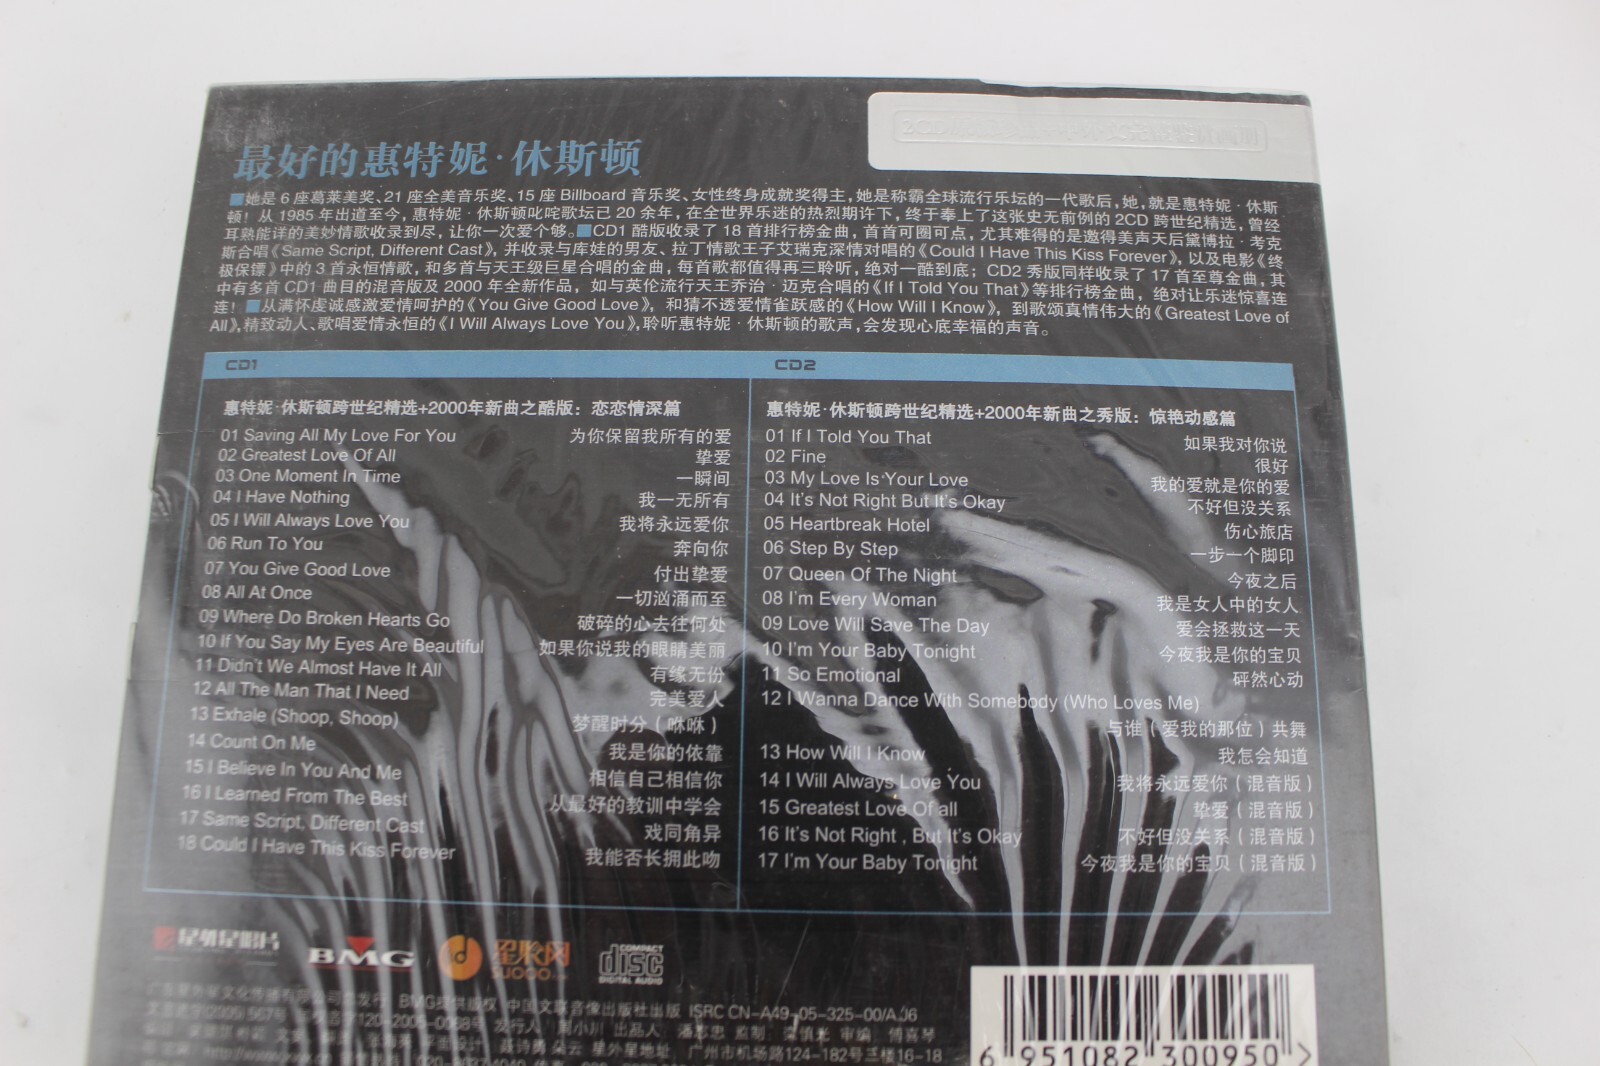 最好的惠特妮·休斯顿
■她是 6 座葛莱美奖、21 座全美音乐奖、15 座 Billboard 音乐奖、女性终身成就奖得主，她是称霸全球流行乐坛的一代歌后，她，就是惠特妮·休斯
顿！从 1985 年出道至今，惠特妮·休斯顿叱咤歌坛已 20 余年，在全世界乐迷的热烈期许下，终于奉上了这张史无前例的 2CD 跨世纪精选，曾经
耳熟能详的美妙情歌收录到尽，让你一次爱个够。■CD1 酷版收录了 18 首排行榜金曲，首首可圈可点，尤其难得的是邀得美声天后黛博拉·考克
斯合唱《Same Script, Different Cast》，并收录与库娃的男友、拉丁情歌王子艾瑞克深情对唱的《Could I Have This Kiss Forever》，以及电影《终
极保镖》中的 3 首永恒情歌，和多首与天王级巨星合唱的金曲，每首歌都值得再三聆听，绝对一酷到底；CD2 秀版同样收录了 17 首至尊金曲，其
中有多首 CD1 曲目的混音版及 2000 年全新作品，如与英伦流行天王乔治·迈克合唱的《If I Told You That》等排行榜金曲，绝对让乐迷惊喜连
连！■从满怀虔诚感激爱情呵护的《You Give Good Love》，和猜不透爱情雀跃感的《How Will I Know》，到歌颂真情伟大的《Greatest Love of
All》，精致动人、歌唱爱情永恒的《I Will Always Love You》，聆听惠特妮·休斯顿的歌声，会发现心底幸福的声音。
CD1
惠特妮·休斯顿跨世纪精选+2000年新曲之酷版：恋恋情深篇
01 Saving All My Love For You 为你保留我所有的爱
02 Greatest Love Of All 挚爱
03 One Moment In Time 一瞬间
04 I Have Nothing 我一无所有
05 I Will Always Love You 我将永远爱你
06 Run To You 奔向你
07 You Give Good Love 付出挚爱
08 All At Once 一切汹涌而至
09 Where Do Broken Hearts Go 破碎的心去往何处
10 If You Say My Eyes Are Beautiful 如果你说我的眼睛美丽
11 Didn't We Almost Have It All 有缘无份
12 All The Man That I Need 完美爱人
13 Exhale (Shoop, Shoop) 梦醒时分（咻咻）
14 Count On Me 我是你的依靠
15 I Believe In You And Me 相信自己相信你
16 I Learned From The Best 从最好的教训中学会
17 Same Script, Different Cast 戏同角异
18 Could I Have This Kiss Forever 我能否长拥此吻
CD2
惠特妮·休斯顿跨世纪精选+2000年新曲之秀版：惊艳动感篇
01 If I Told You That 如果我对你说
02 Fine 很好
03 My Love Is Your Love 我的爱就是你的爱
04 It's Not Right But It's Okay 不好但没关系
05 Heartbreak Hotel 伤心旅店
06 Step By Step 一步一个脚印
07 Queen Of The Night 今夜之后
08 I'm Every Woman 我是女人中的女人
09 Love Will Save The Day 爱会拯救这一天
10 I'm Your Baby Tonight 今夜我是你的宝贝
11 So Emotional 砰然心动
12 I Wanna Dance With Somebody (Who Loves Me)
与谁（爱我的那位）共舞
13 How Will I Know 我怎会知道
14 I Will Always Love You 我将永远爱你（混音版）
15 Greatest Love Of all 挚爱（混音版）
16 It's Not Right , But It's Okay 不好但没关系（混音版）
17 I'm Your Baby Tonight 今夜我是你的宝贝（混音版）
星外星唱片
BMG
SUOOO
COMPACT
disc
DIGITAL AUDIO
BMG提供版权 中国文联音像出版社出版 ISRC CN-A49-05-325-00/A.J6
发行人 周小川 出品人 监制 审编 傅喜琴
星外星地址 广州市机场路124-182号三楼16-18
6 951082 300950 >